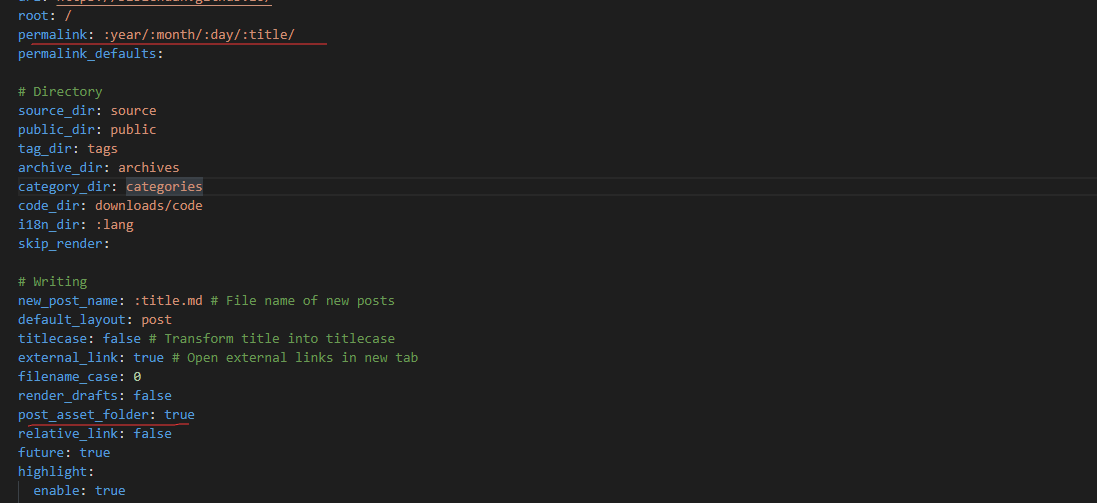 root: /
permalink: :year/:month/:day/:title/
permalink_defaults:
# Directory
source_dir: source
public_dir: public
tag_dir: tags
archive_dir: archives
category_dir: categories
code_dir: downloads/code
i18n_dir: :lang
skip_render:
# Writing
new_post_name: :title.md # File name of new posts
default_layout: post
titlecase: false # Transform title into titlecase
external_link: true # Open external links in new tab
filename_case: 0
render_drafts: false
post_asset_folder: true
relative_link: false
future: true
highlight:
enable: true